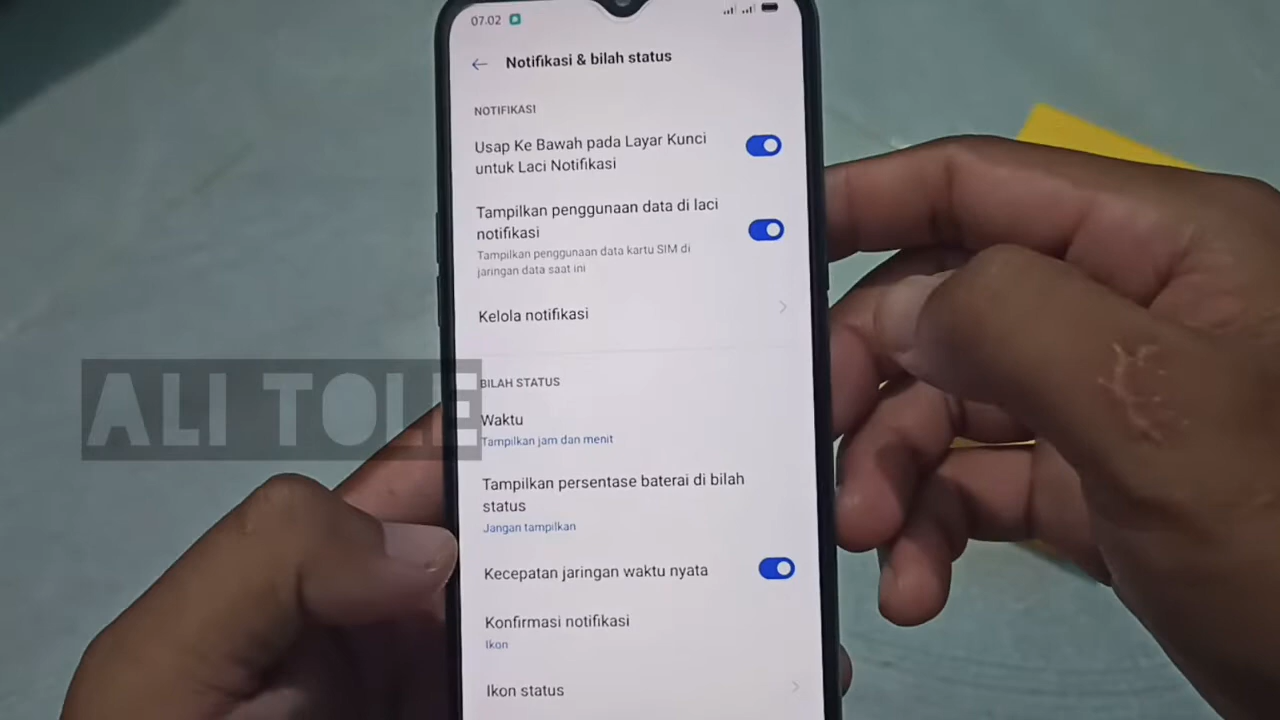 07.02
Notifikasi & bilah status
NOTIFIKASI
Usap Ke Bawah pada Layar Kunci
untuk Laci Notifikasi
Tampilkan penggunaan data di laci
notifikasi
Tampilkan penggunaan data kartu SIM di
jaringan data saat ini
Kelola notifikasi
ALI TOLE
BILAH STATUS
Waktu
Tampilkan jam dan menit
Tampilkan persentase baterai di bilah
status
Jangan tampilkan
Kecepatan jaringan waktu nyata
Konfirmasi notifikasi
Ikon
Ikon status